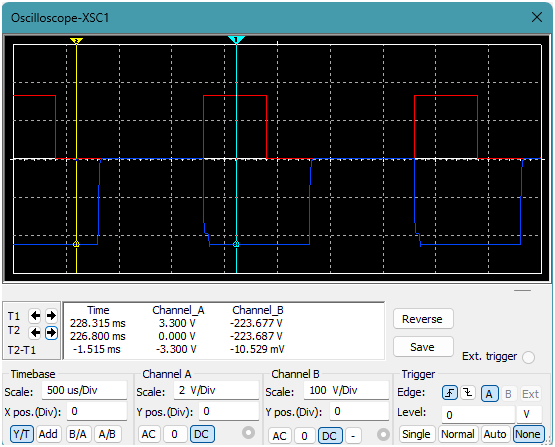 Oscilloscope-XSC1
2
1
T1
T2
T2-T1
Time Channel_A Channel_B
228.315 ms 3.300 V -223.677 V
226.800 ms 0.000 V -223.687 V
-1.515 ms -3.300 V -10.529 mV
Reverse
Save
Ext. trigger
Timebase
Scale: 500 us/Div
X pos.(Div): 0
Y/T Add B/A A/B
Channel A
Scale: 2 V/Div
Y pos.(Div): 0
AC 0 DC
Channel B
Scale: 100 V/Div
Y pos.(Div): 0
AC 0 DC -
Trigger
Edge: A B Ext
Level: 0 V
Single Normal Auto None